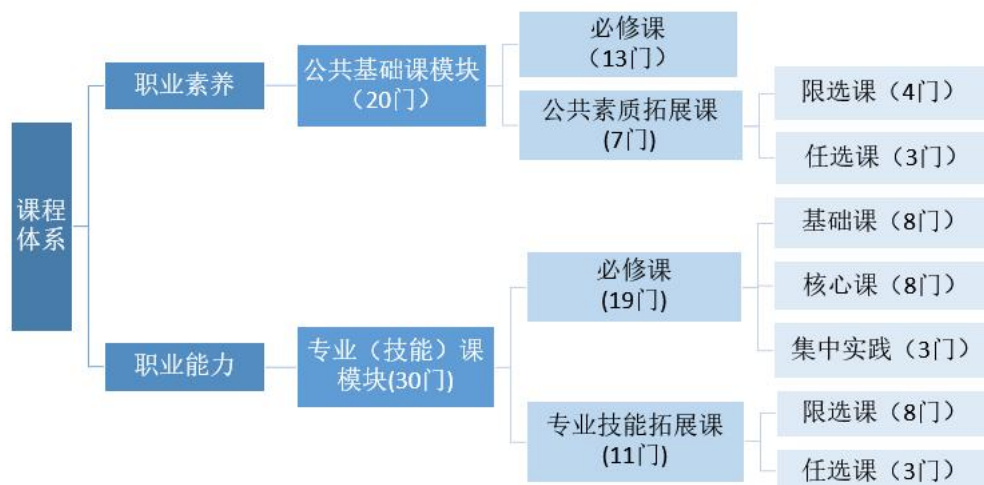 课程
体系
职业素养
公共基础课模块
（20门）
必修课
（13门）
公共素质拓展课
(7门)
限选课（4门）
任选课（3门）
职业能力
专业（技能）课
模块(30门)
必修课
(19门)
基础课（8门）
核心课（8门）
集中实践（3门）
专业技能拓展课
(11门)
限选课（8门）
任选课（3门）